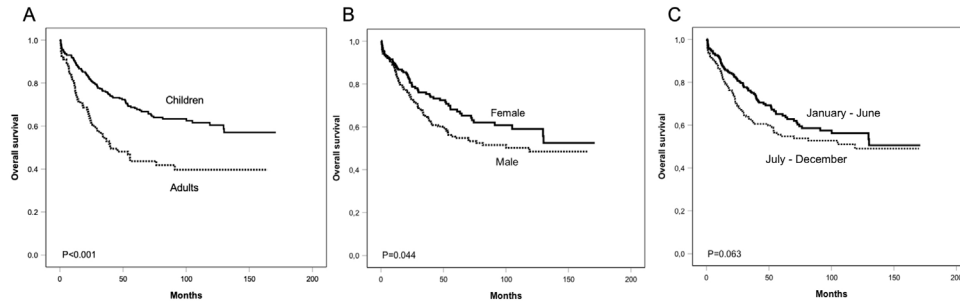 A
Overall survival
1.0
0.8
0.6
0.4
0.2
0.0
Children
Adults
P<0.001
0
50
100
150
200
Months
B
Overall survival
1,0
0,8
0,6
0,4
0,2
0,0
Female
Male
P=0.044
0
50
100
150
200
Months
C
Overall survival
1,0
0,8
0,6
0,4
0,2
0,0
January - June
July - December
P=0.063
0
50
100
150
200
Months